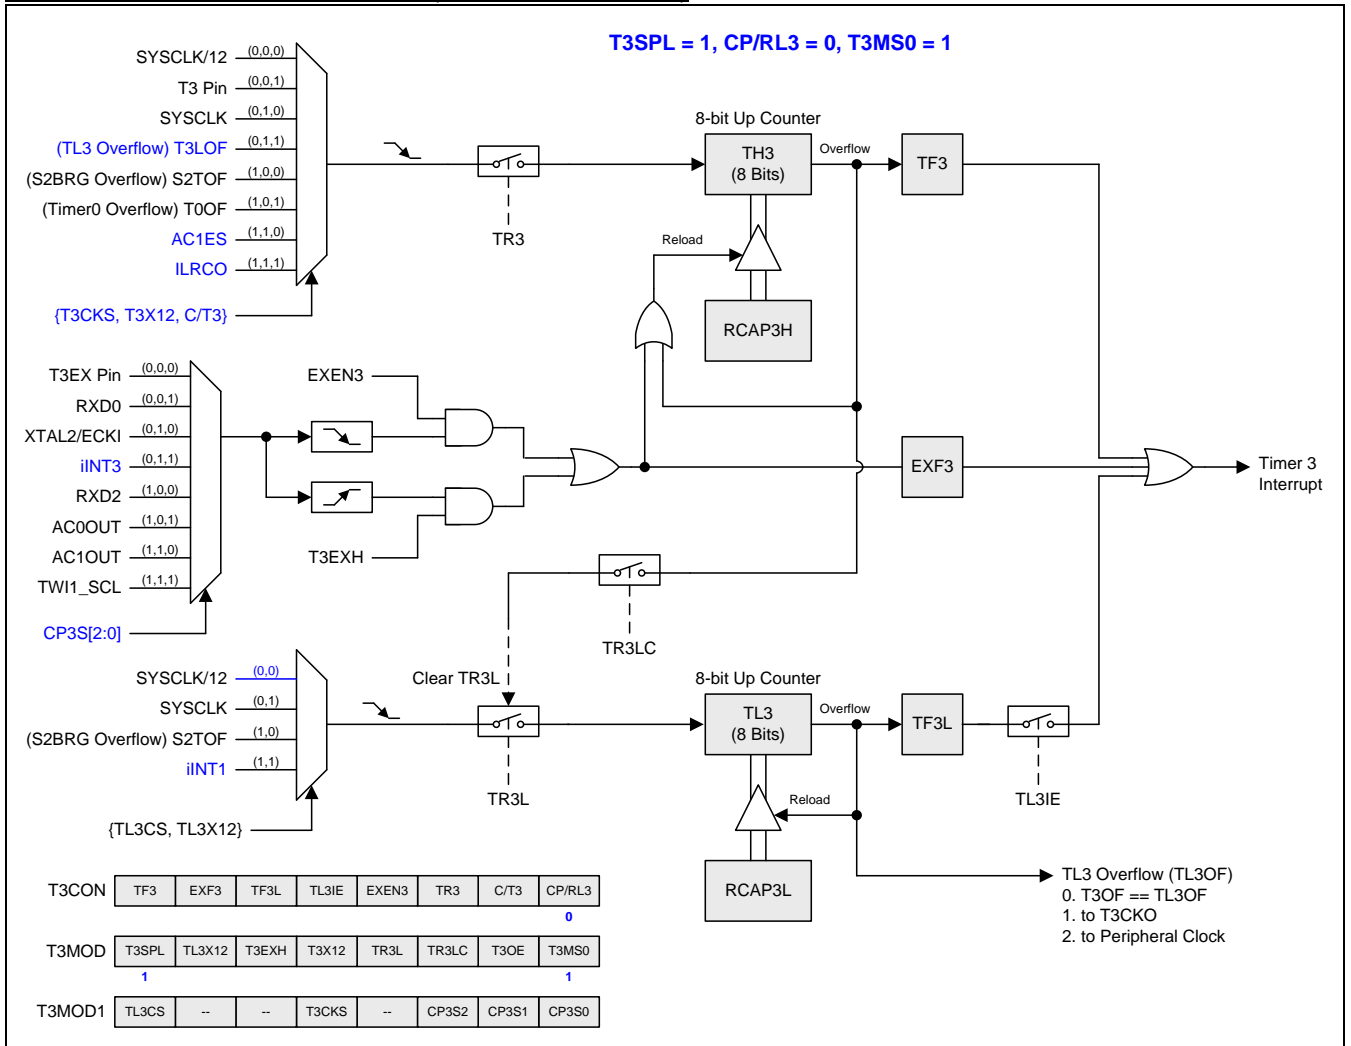 T3SPL = 1, CP/RL3 = 0, T3MS0 = 1
SYSCLK/12 (0,0,0)
T3 Pin (0,0,1)
SYSCLK (0,1,0)
(TL3 Overflow) T3LOF (0,1,1)
(S2BRG Overflow) S2TOF (1,0,0)
(Timer0 Overflow) T0OF (1,0,1)
AC1ES (1,1,0)
ILRCO (1,1,1)
{T3CKS, T3X12, C/T3}
TR3
8-bit Up Counter
TH3
(8 Bits)
Overflow
TF3
Reload
RCAP3H
T3EX Pin (0,0,0)
RXD0 (0,0,1)
XTAL2/ECKI (0,1,0)
iINT3 (0,1,1)
RXD2 (1,0,0)
AC0OUT (1,0,1)
AC1OUT (1,1,0)
TWI1_SCL (1,1,1)
CP3S[2:0]
EXEN3
T3EXH
EXF3
Timer 3
Interrupt
TR3LC
Clear TR3L
SYSCLK/12 (0,0)
SYSCLK (0,1)
(S2BRG Overflow) S2TOF (1,0)
iINT1 (1,1)
{TL3CS, TL3X12}
TR3L
8-bit Up Counter
TL3
(8 Bits)
Overflow
TF3L
TL3IE
Reload
RCAP3L
TL3 Overflow (TL3OF)
0. T3OF == TL3OF
1. to T3CKO
2. to Peripheral Clock
T3CON TF3 EXF3 TF3L TL3IE EXEN3 TR3 C/T3 CP/RL3
0
T3MOD T3SPL TL3X12 T3EXH T3X12 TR3L TR3LC T3OE T3MS0
1 1
T3MOD1 TL3CS -- -- T3CKS -- CP3S2 CP3S1 CP3S0